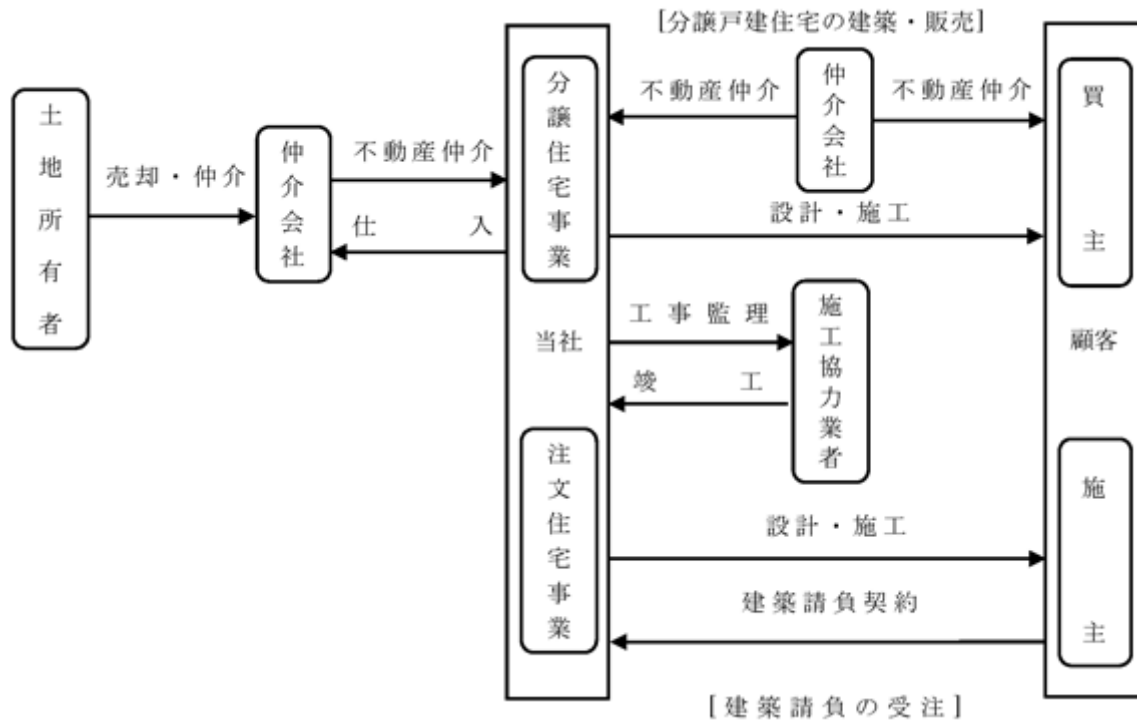 [分譲戸建住宅の建築・販売]
土地所有者
売却・仲介
仲介会社
不動産仲介
仕入
分譲住宅事業
当社
注文住宅事業
不動産仲介
仲介会社
不動産仲介
設計・施工
工事監理
竣工
施工協力業者
設計・施工
建築請負契約
買主
顧客
施主
[建築請負の受注]